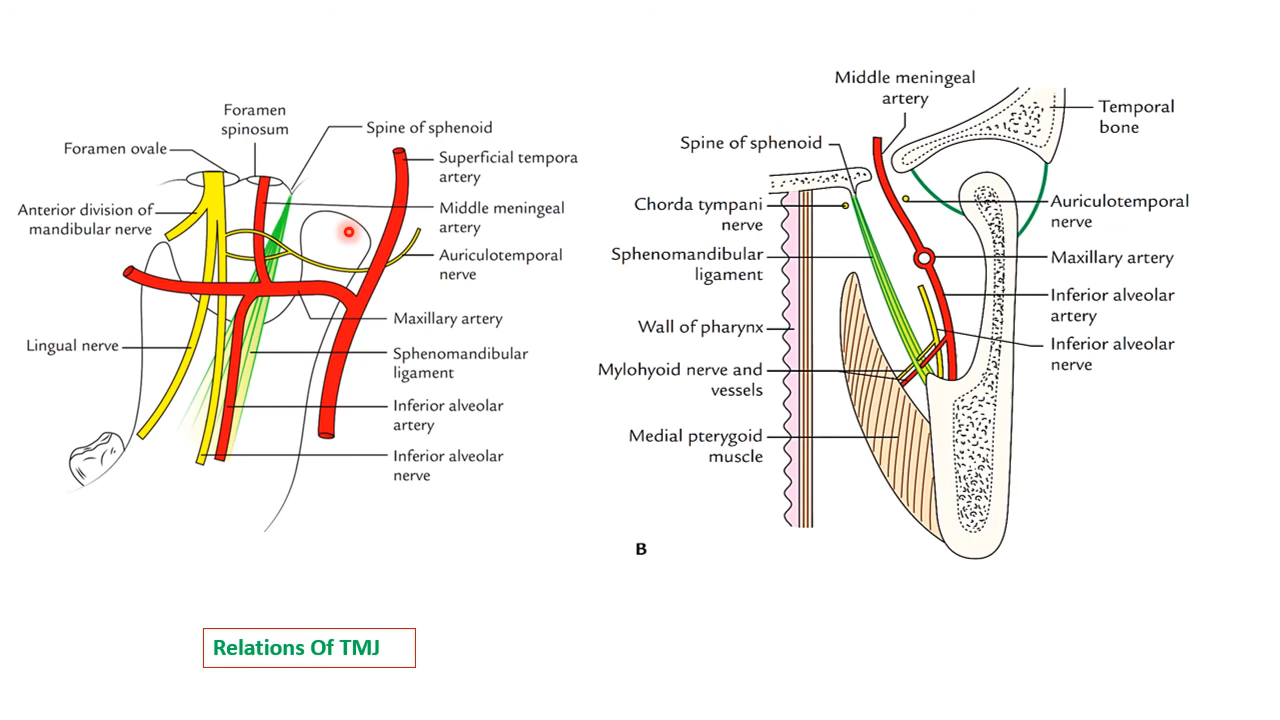 Foramen
spinosum
Foramen ovale
Spine of sphenoid
Superficial tempora
artery
Anterior division of
mandibular nerve
Middle meningeal
artery
Auriculotemporal
nerve
Maxillary artery
Lingual nerve
Sphenomandibular
ligament
Inferior alveolar
artery
Inferior alveolar
nerve
Middle meningeal
artery
Temporal
bone
Spine of sphenoid
Chorda tympani
nerve
Auriculotemporal
nerve
Sphenomandibular
ligament
Maxillary artery
Inferior alveolar
artery
Wall of pharynx
Inferior alveolar
nerve
Mylohyoid nerve and
vessels
Medial pterygoid
muscle
B
Relations Of TMJ